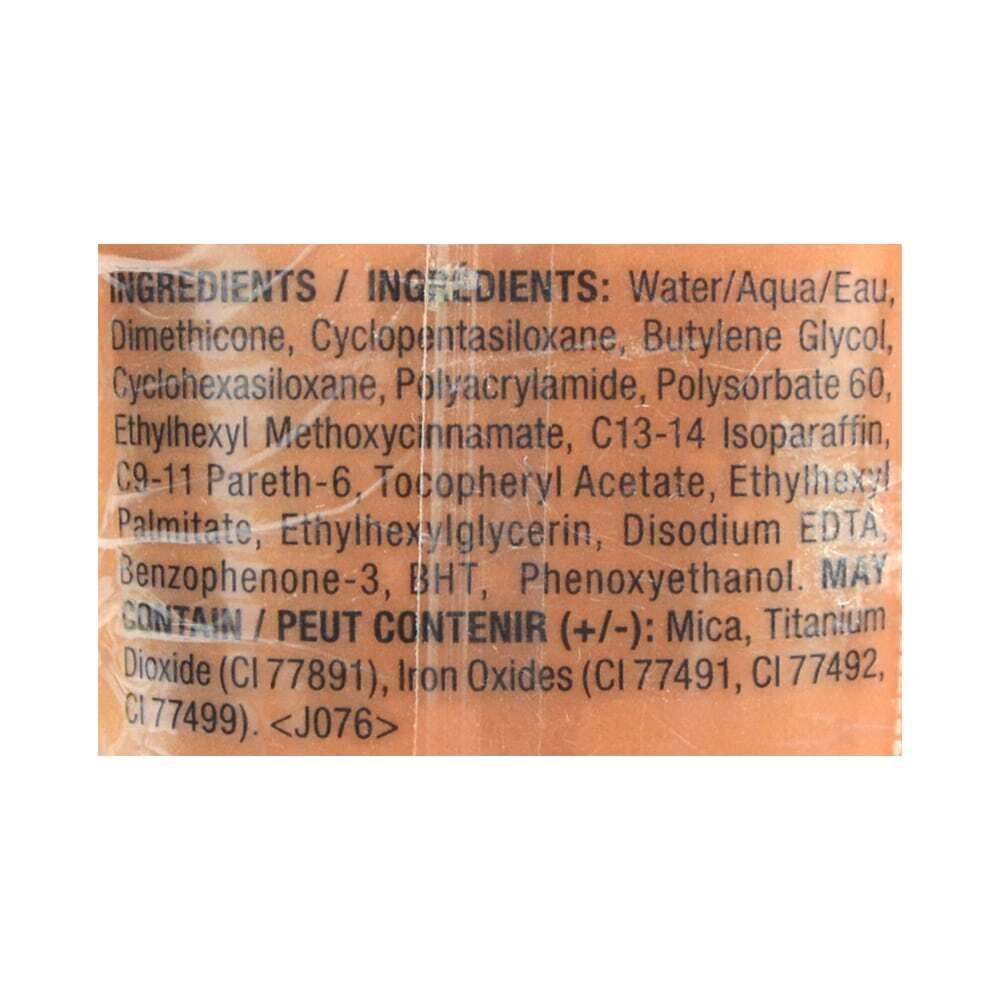 INGREDIENTS / INGRÉDIENTS: Water/Aqua/Eau,
Dimethicone, Cyclopentasiloxane, Butylene Glycol,
Cyclohexasiloxane, Polyacrylamide, Polysorbate 60,
Ethylhexyl Methoxycinnamate, C13-14 Isoparaffin,
C9-11 Pareth-6, Tocopheryl Acetate, Ethylhexyl
Palmitate, Ethylhexylglycerin, Disodium EDTA,
Benzophenone-3, BHT, Phenoxyethanol. MAY
CONTAIN / PEUT CONTENIR (+/-): Mica, Titanium
Dioxide (CI 77891), Iron Oxides (CI 77491, CI 77492,
CI 77499). <J076>